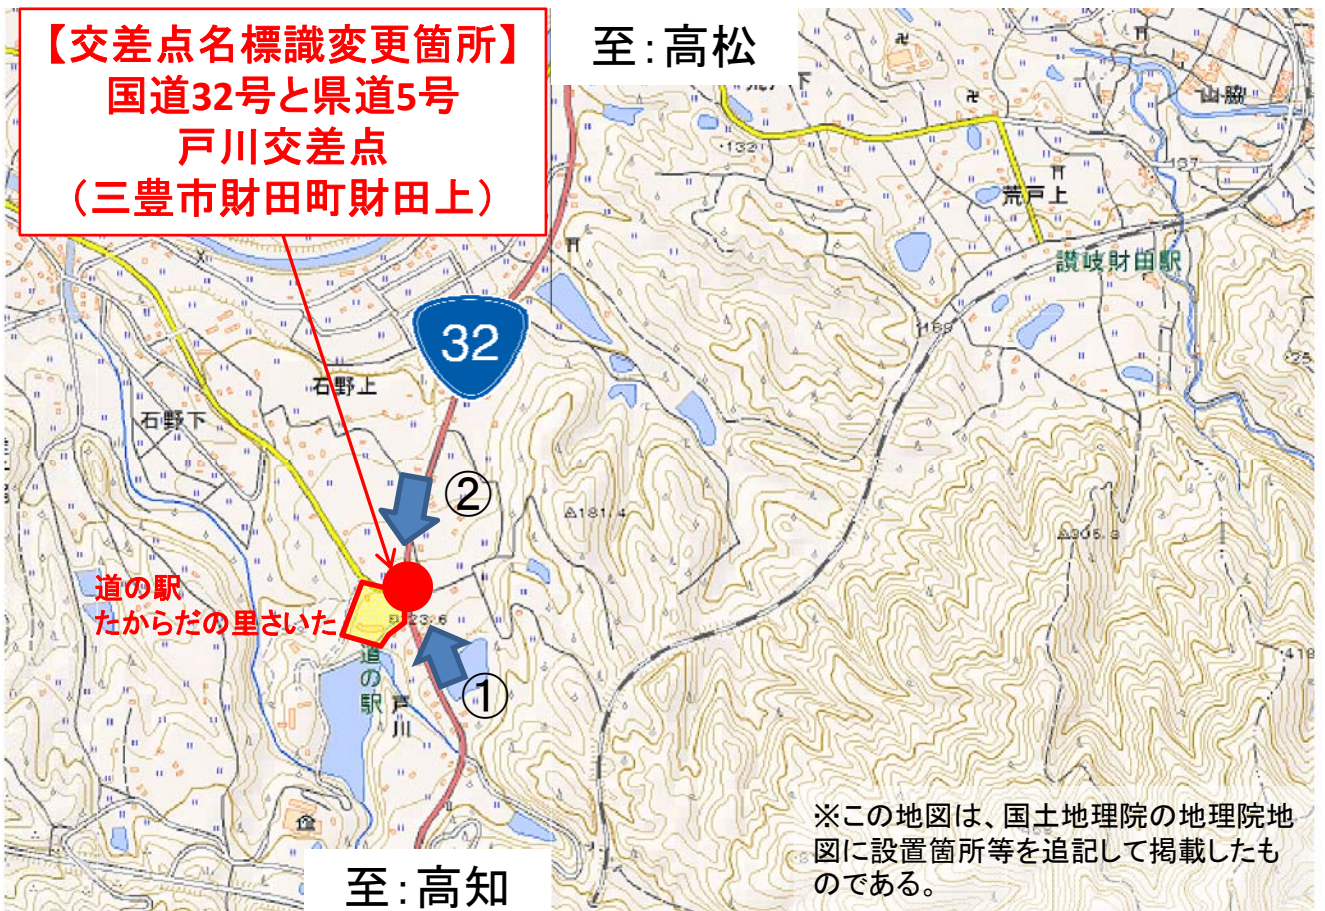 【交差点名標識変更箇所】
国道32号と県道5号
戸川交差点
（三豊市財田町財田上）
至：高松
山脇
132
137
荒戸上
讃岐財田駅
32
石野上
石野下
②
181.4
道の駅
たからだの里さいた
道の駅
戸川
①
至：高知
※この地図は、国土地理院の地理院地
図に設置箇所等を追記して掲載したも
のである。